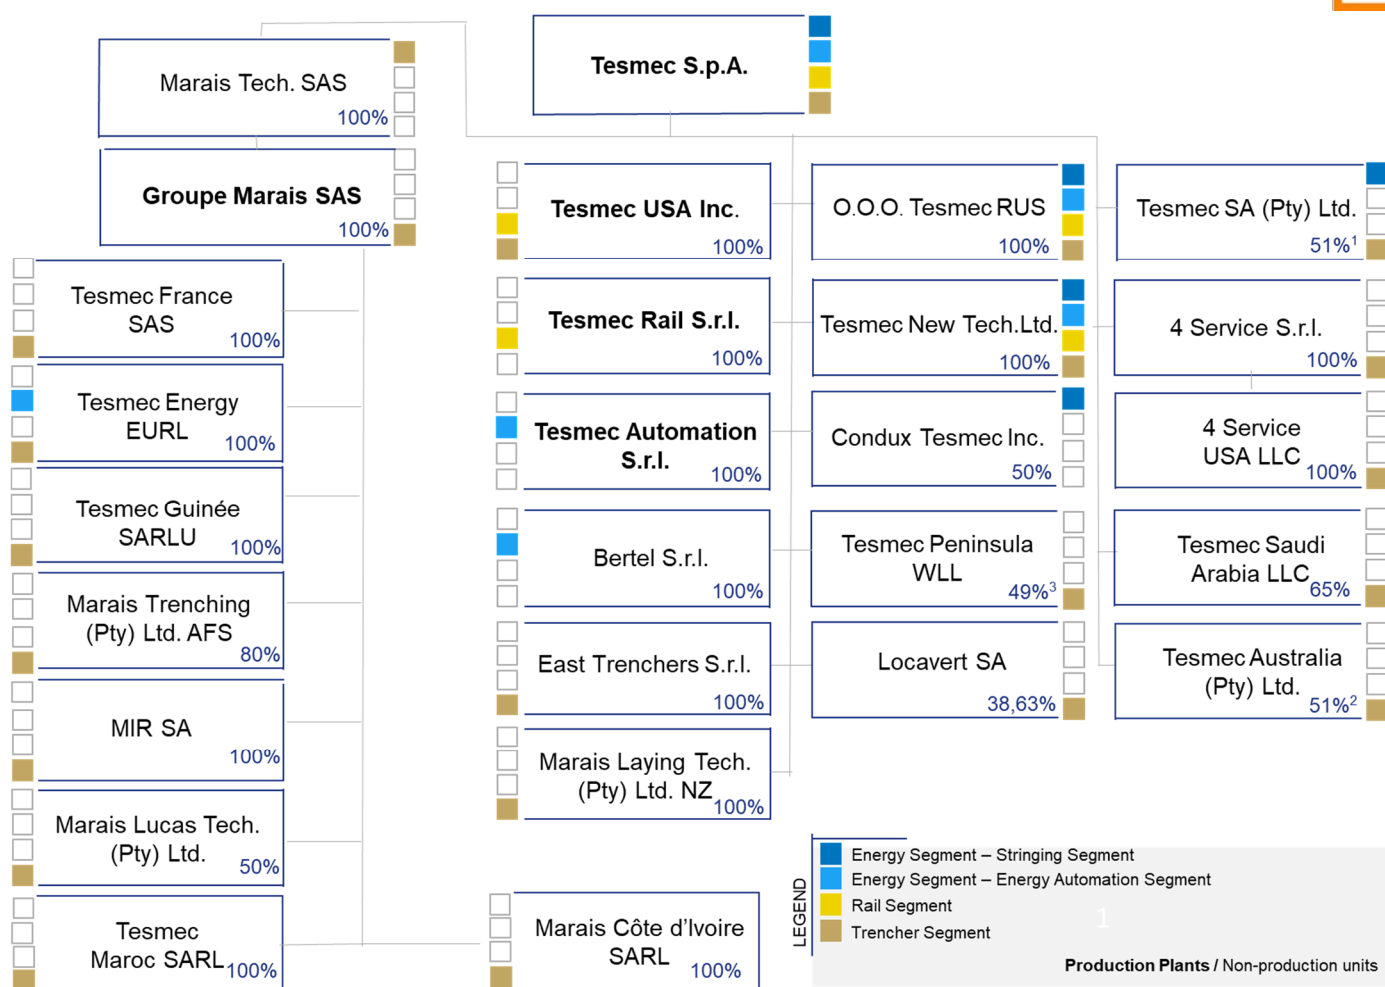 Marais Tech. SAS
100%
Tesmec S.p.A.
Groupe Marais SAS
100%
Tesmec France
SAS
100%
Tesmec Energy
EURL
100%
Tesmec Guinée
SARLU
100%
Marais Trenching
(Pty) Ltd. AFS
80%
MIR SA
100%
Marais Lucas Tech.
(Pty) Ltd.
50%
Tesmec
Maroc SARL
100%
Tesmec USA Inc.
100%
Tesmec Rail S.r.l.
100%
Tesmec Automation
S.r.l.
100%
Bertel S.r.l.
100%
East Trenchers S.r.l.
100%
Marais Laying Tech.
(Pty) Ltd. NZ
100%
Marais Côte d'Ivoire
SARL
100%
O.O.O. Tesmec RUS
100%
Tesmec New Tech.Ltd.
100%
Condux Tesmec Inc.
50%
Tesmec Peninsula
WLL
49%³
Locavert SA
38,63%
Tesmec SA (Pty) Ltd.
51%¹
4 Service S.r.l.
100%
4 Service
USA LLC
100%
Tesmec Saudi
Arabia LLC
65%
Tesmec Australia
(Pty) Ltd.
51%²
LEGEND
Energy Segment – Stringing Segment
Energy Segment – Energy Automation Segment
Rail Segment
Trencher Segment
1
Production Plants / Non-production units